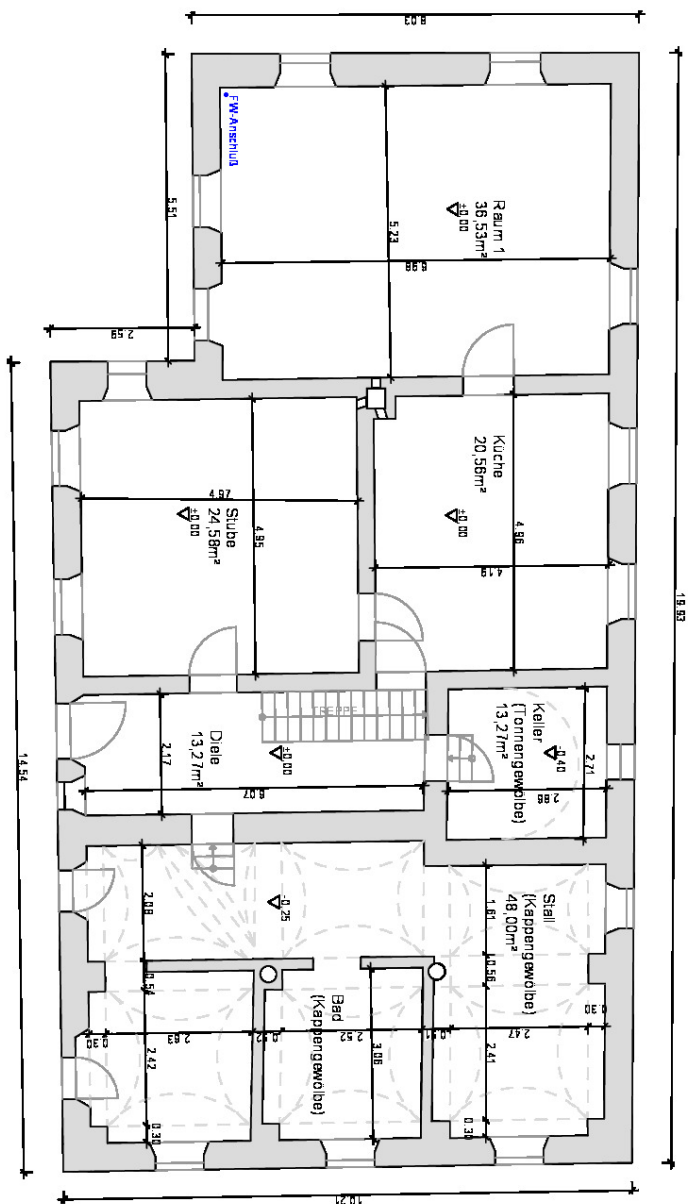 8.03
19.93
5.51
FW-Anschluß
Raum 1
36,53m²
±0.00
5.23
6.98
2.59
Küche
20,56m²
±0.00
4.96
4.19
Stube
24,58m²
±0.00
4.97
4.95
14.54
TREPPE
Diele
13,27m²
±0.00
2.17
6.07
Keller
(Tonnengewölbe)
13,27m²
-0.40
2.71
2.86
Stall
(Kappengewölbe)
48,00m²
-0.25
2.08
1.61
0.56
0.54
Bad
(Kappengewölbe)
0.30
2.63
2.52
2.47
0.30
2.42
3.06
2.41
0.30
0.30
10.21